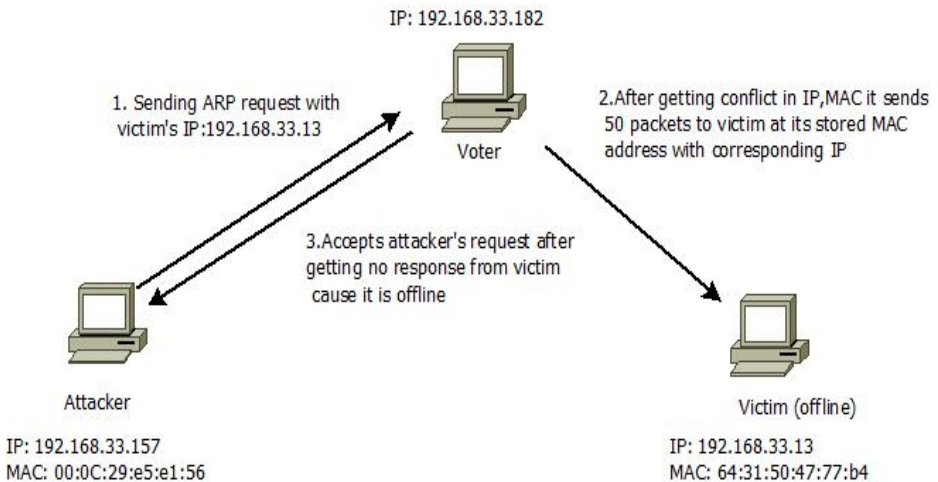 IP: 192.168.33.182
1. Sending ARP request with
victim's IP:192.168.33.13
Voter
2.After getting conflict in IP,MAC it sends
50 packets to victim at its stored MAC
address with corresponding IP
3.Accepts attacker's request after
getting no response from victim
cause it is offline
Attacker
IP: 192.168.33.157
MAC: 00:0C:29:e5:e1:56
Victim (offline)
IP: 192.168.33.13
MAC: 64:31:50:47:77:b4